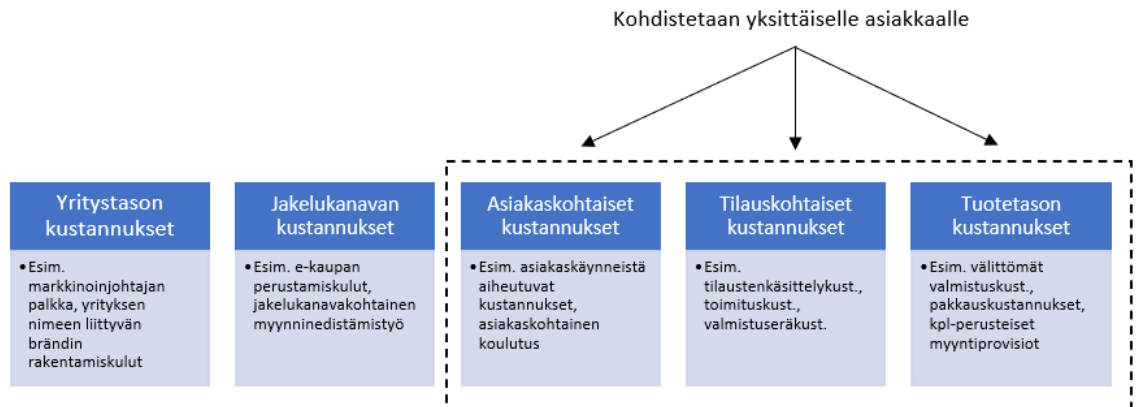 Kohdistetaan yksittäiselle asiakkaalle
Yritystason
kustannukset
•Esim.
markkinoinjohtajan
palkka, yrityksen
nimeen liittyvän
brändin
rakentamiskulut
Jakelukanavan
kustannukset
•Esim. e-kaupan
perustamiskulut,
jakelukanavakohtainen
myynninedistämistyö
Asiakaskohtaiset
kustannukset
•Esim. asiakaskäynneistä
aiheutuvat
kustannukset,
asiakaskohtainen
koulutus
Tilauskohtaiset
kustannukset
•Esim.
tilaustenkäsittelykust.,
toimituskust.,
valmistuseräkust.
Tuotetason
kustannukset
•Esim. välittömät
valmistuskust.,
pakkauskustannukset,
kpl-perusteiset
myyntiprovisiot